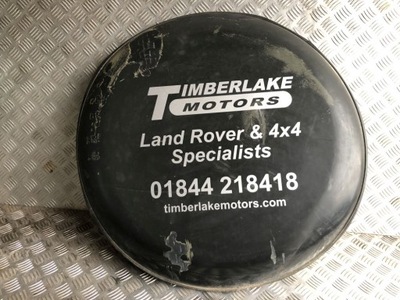 TIMBERLAKE
MOTORS
Land Rover & 4x4
Specialists
01844 218418
timberlakemotors.com